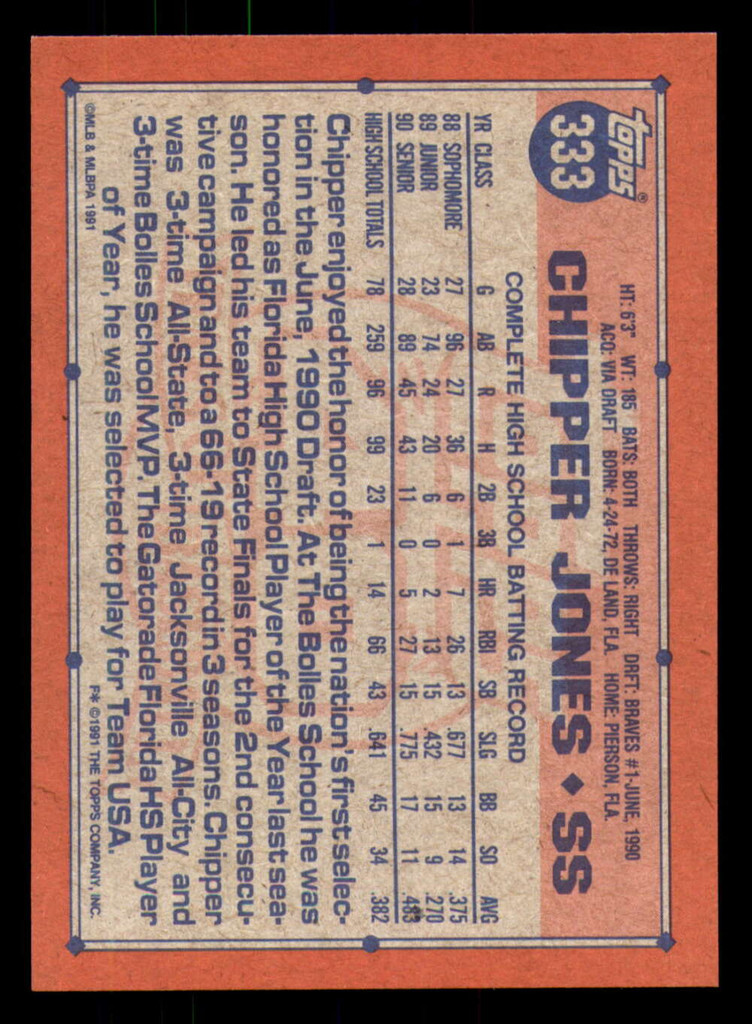 topps®
333
HT: 6'3" WT: 185 BATS: BOTH THROWS: RIGHT DRFT: BRAVES #1-JUNE, 1990
ACQ: VIA DRAFT BORN: 4-24-72, DE LAND, FLA. HOME: PIERSON, FLA.
CHIPPER JONES ♦ SS
COMPLETE HIGH SCHOOL BATTING RECORD
YR CLASS G AB R H 2B 3B HR RBI SB SLG BB SO AVG
88 SOPHOMORE 27 96 27 36 6 1 7 26 13 .677 13 14 .375
89 JUNIOR 23 74 24 20 6 0 2 13 15 .432 15 9 .270
90 SENIOR 28 89 45 43 11 0 5 27 15 .775 17 11 .483
HIGH SCHOOL TOTALS 78 259 96 99 23 1 14 66 43 .641 45 34 .382
Chipper enjoyed the honor of being the nation's first selec-
tion in the June, 1990 Draft. At The Bolles School he was
honored as Florida High School Player of the Year last sea-
son. He led his team to State Finals for the 2nd consecu-
tive campaign and to a 66-19 record in 3 seasons. Chipper
was 3-time All-State, 3-time Jacksonville All-City and
3-time Bolles School MVP. The Gatorade Florida HS Player
of Year, he was selected to play for Team USA.
©MLB & MLBPA 1991
F* ©1991 THE TOPPS COMPANY, INC.